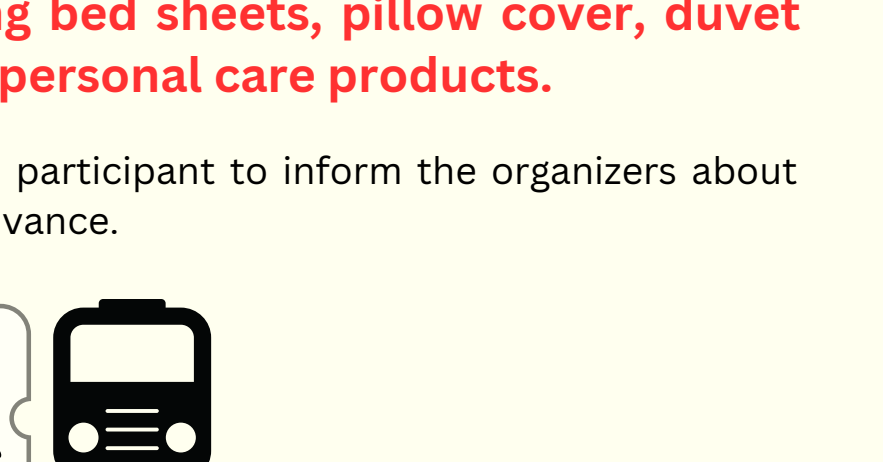 bed sheets, pillow cover, duvet
personal care products.
participant to inform the organizers about
vance.